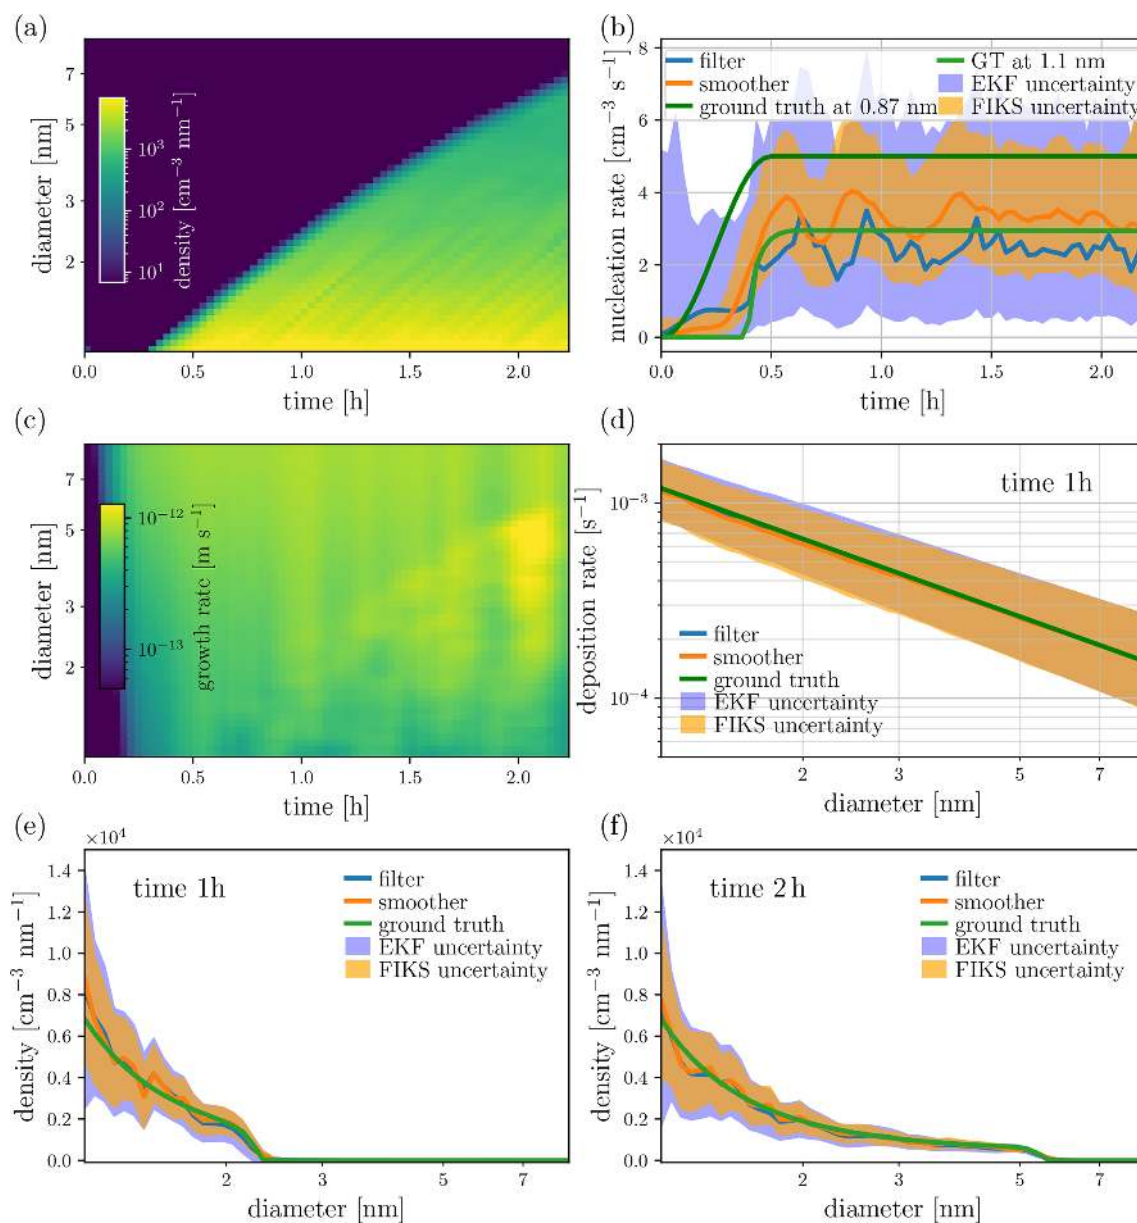 (a)
diameter [nm]
7
5
3
2
density [cm⁻³ nm⁻¹]
10³
10²
10¹
0.0 0.5 1.0 1.5 2.0
time [h]
(b)
nucleation rate [cm⁻³ s⁻¹]
8
6
4
2
0
filter
smoother
ground truth at 0.87 nm
GT at 1.1 nm
EKF uncertainty
FIKS uncertainty
0.0 0.5 1.0 1.5 2.0
time [h]
(c)
diameter [nm]
7
5
3
2
growth rate [m s⁻¹]
10⁻¹²
10⁻¹³
0.0 0.5 1.0 1.5 2.0
time [h]
(d)
deposition rate [s⁻¹]
10⁻³
10⁻⁴
time 1h
filter
smoother
ground truth
EKF uncertainty
FIKS uncertainty
2 3 5 7
diameter [nm]
(e)
×10⁴
density [cm⁻³ nm⁻¹]
1.4
1.2
1.0
0.8
0.6
0.4
0.2
0.0
time 1h
filter
smoother
ground truth
EKF uncertainty
FIKS uncertainty
2 3 5 7
diameter [nm]
(f)
×10⁴
density [cm⁻³ nm⁻¹]
1.4
1.2
1.0
0.8
0.6
0.4
0.2
0.0
time 2h
filter
smoother
ground truth
EKF uncertainty
FIKS uncertainty
2 3 5 7
diameter [nm]